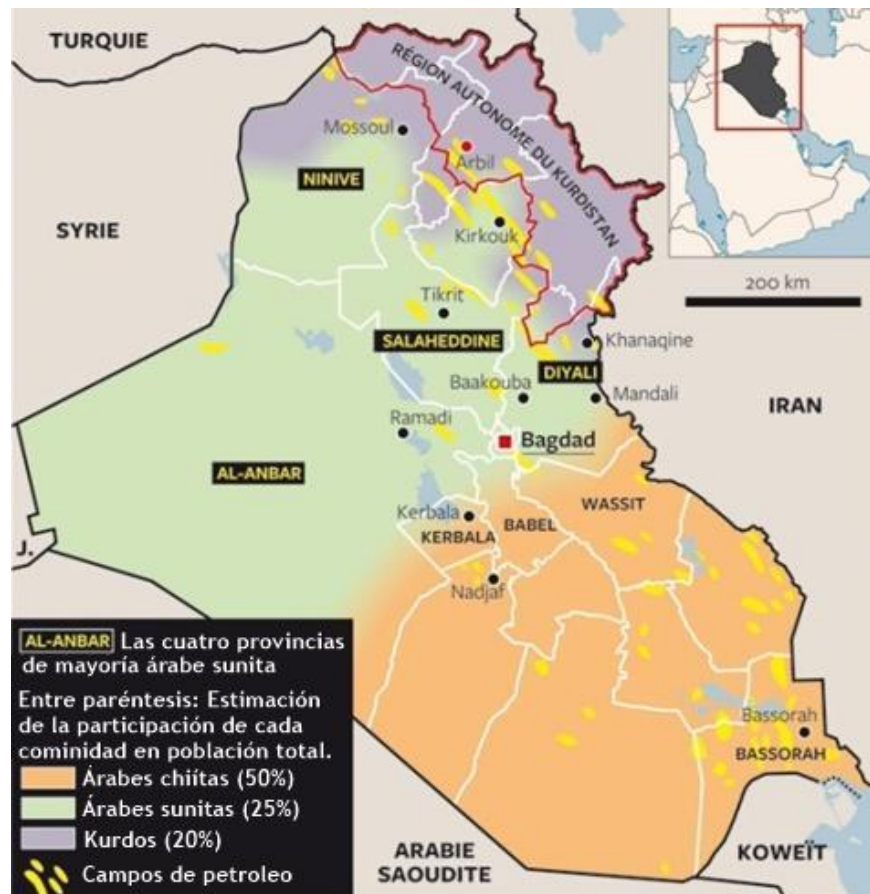 TURQUIE
RÉGION AUTONOME DU KURDISTAN
Mossoul
Arbil
NINIVE
SYRIE
Kirkouk
200 km
Tikrit
SALAHEDDINE
Khanaqine
DIYALI
Baakouba
Mandali
IRAN
Ramadi
Bagdad
AL-ANBAR
WASSIT
Kerbala
BABEL
KERBALA
J.
Nadjaf
AL-ANBAR Las cuatro provincias
de mayoría árabe sunita
Entre paréntesis: Estimación
de la participación de cada
cominidad en población total.
Árabes chiítas (50%)
Árabes sunitas (25%)
Kurdos (20%)
Campos de petroleo
Bassorah
BASSORAH
ARABIE
SAOUDITE
KOWEÏT